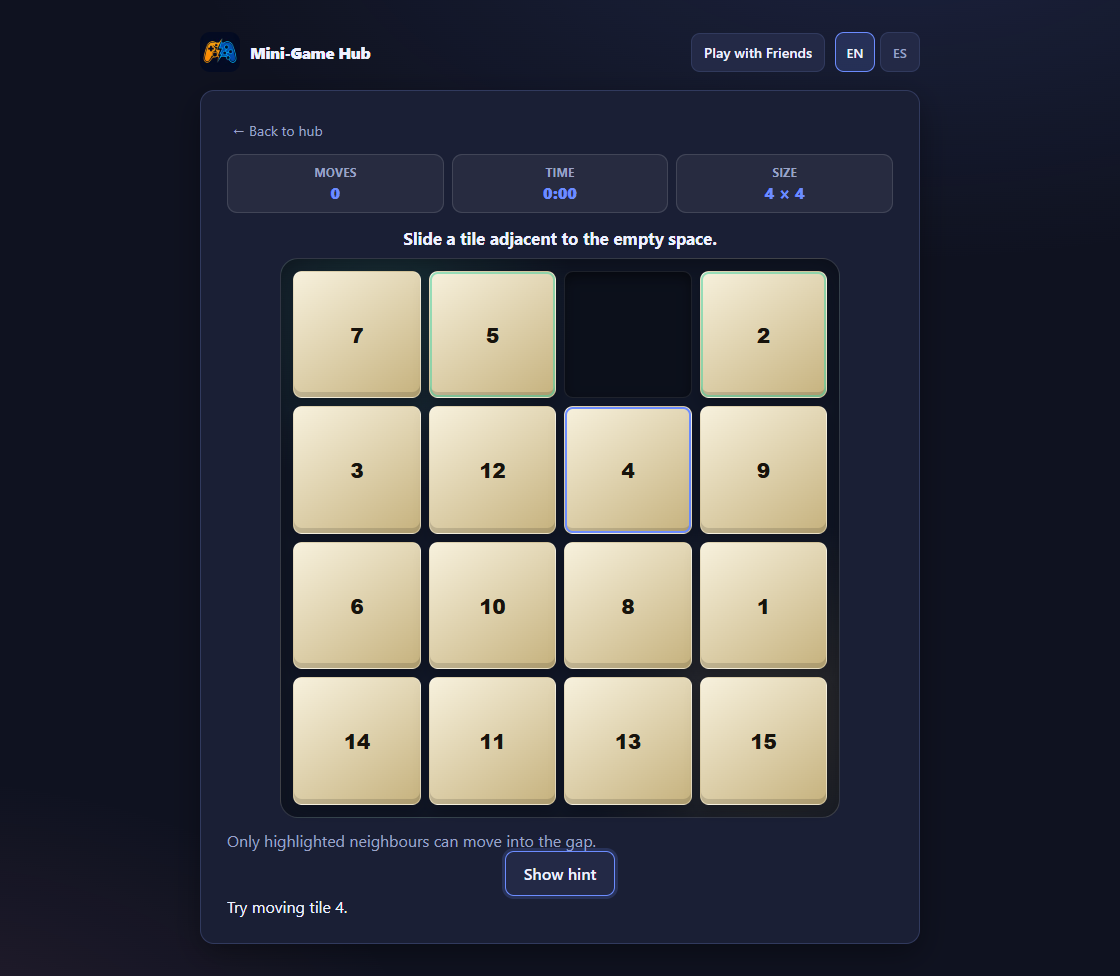 Mini-Game Hub
Play with Friends
EN
ES
← Back to hub
MOVES
0
TIME
0:00
SIZE
4 × 4
Slide a tile adjacent to the empty space.
7 5 2
3 12 4 9
6 10 8 1
14 11 13 15
Only highlighted neighbours can move into the gap.
Show hint
Try moving tile 4.